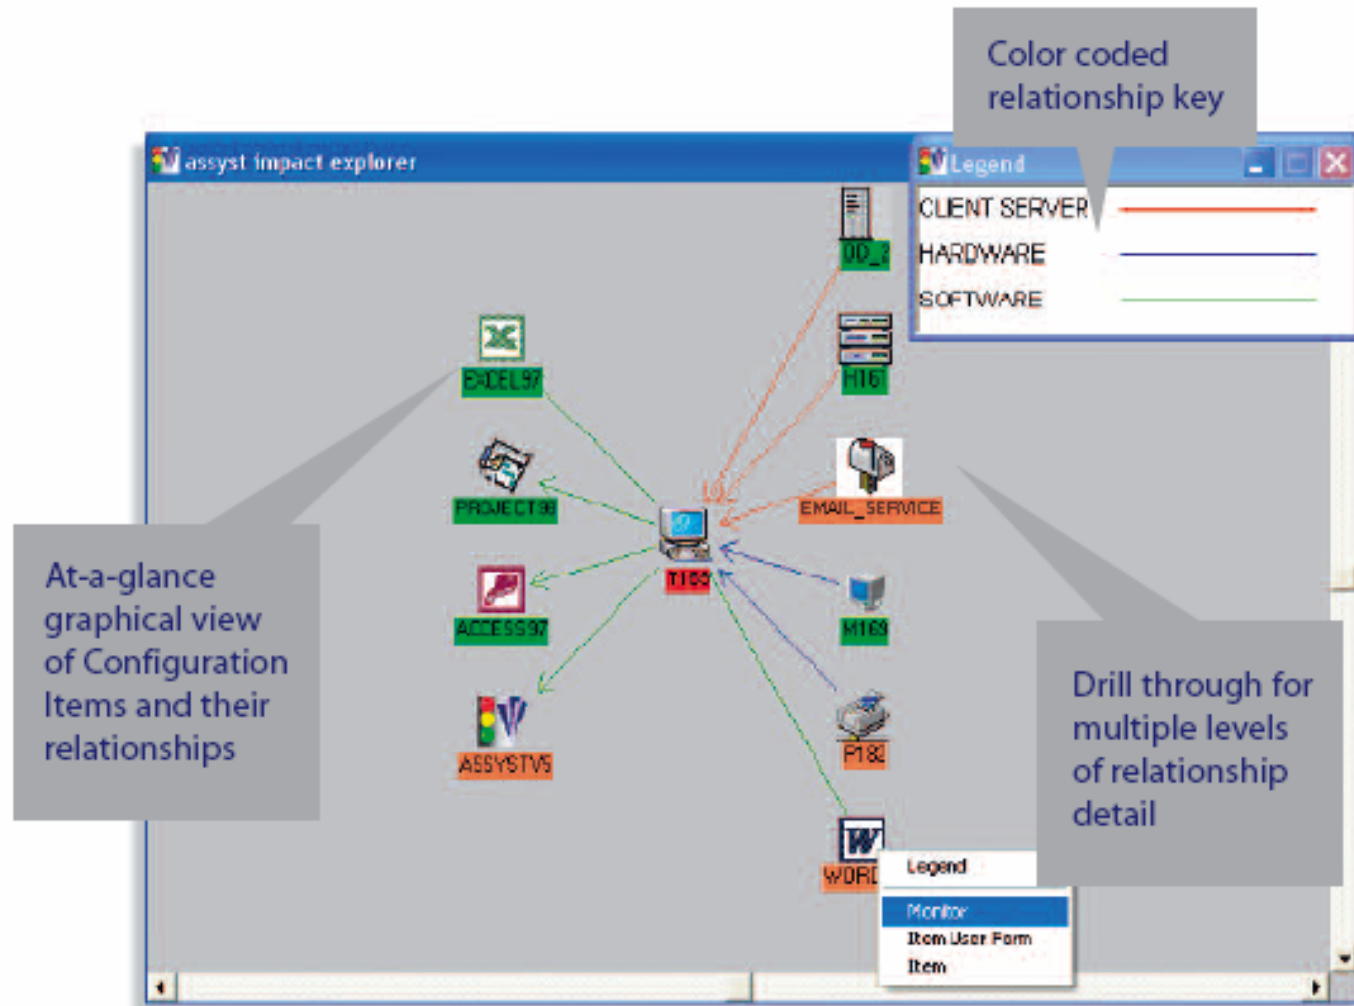 Color coded
relationship key
assyst impact explorer
Legend
CLIENT SERVER
HARDWARE
SOFTWARE
EXCEL97
H161
EMAIL_SERVICE
ACCESS97
M169
P182
ASSYSTV5
At-a-glance
graphical view
of Configuration
Items and their
relationships
Drill through for
multiple levels
of relationship
detail
Legend
Monitor
Item User Form
Item